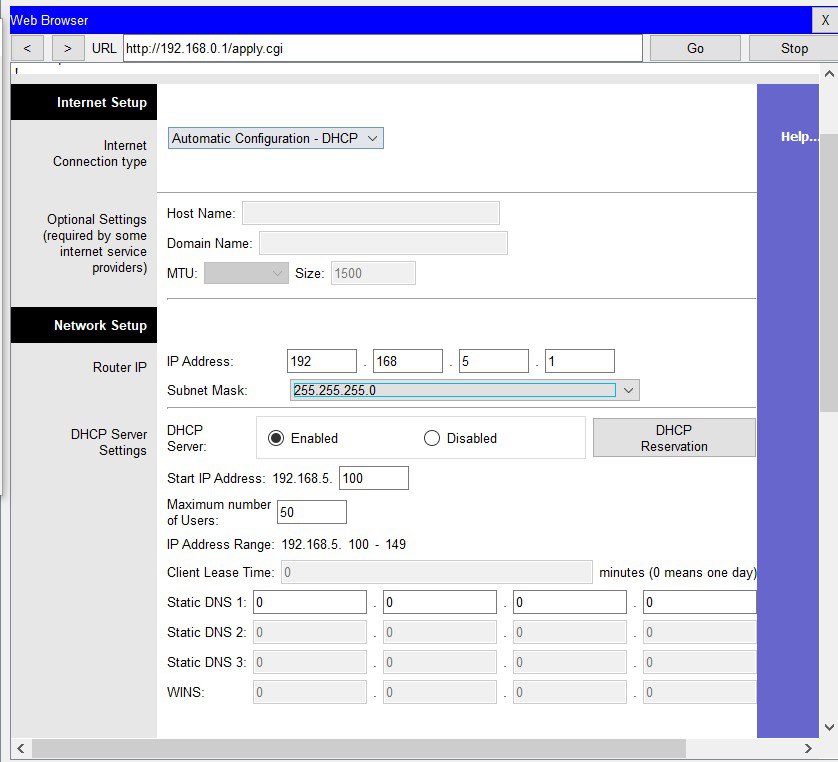 Web Browser X
< > URL http://192.168.0.1/apply.cgi Go Stop
Internet Setup
Help...
Internet
Connection type
Automatic Configuration - DHCP
Optional Settings
(required by some
internet service
providers)
Host Name:
Domain Name:
MTU: Size: 1500
Network Setup
Router IP
IP Address: 192 . 168 . 5 . 1
Subnet Mask: 255.255.255.0
DHCP Server
Settings
DHCP
Server:
Enabled Disabled
DHCP
Reservation
Start IP Address: 192.168.5. 100
Maximum number
of Users:
50
IP Address Range: 192.168.5. 100 - 149
Client Lease Time: 0 minutes (0 means one day)
Static DNS 1: 0 . 0 . 0 . 0
Static DNS 2: 0 . 0 . 0 . 0
Static DNS 3: 0 . 0 . 0 . 0
WINS: 0 . 0 . 0 . 0